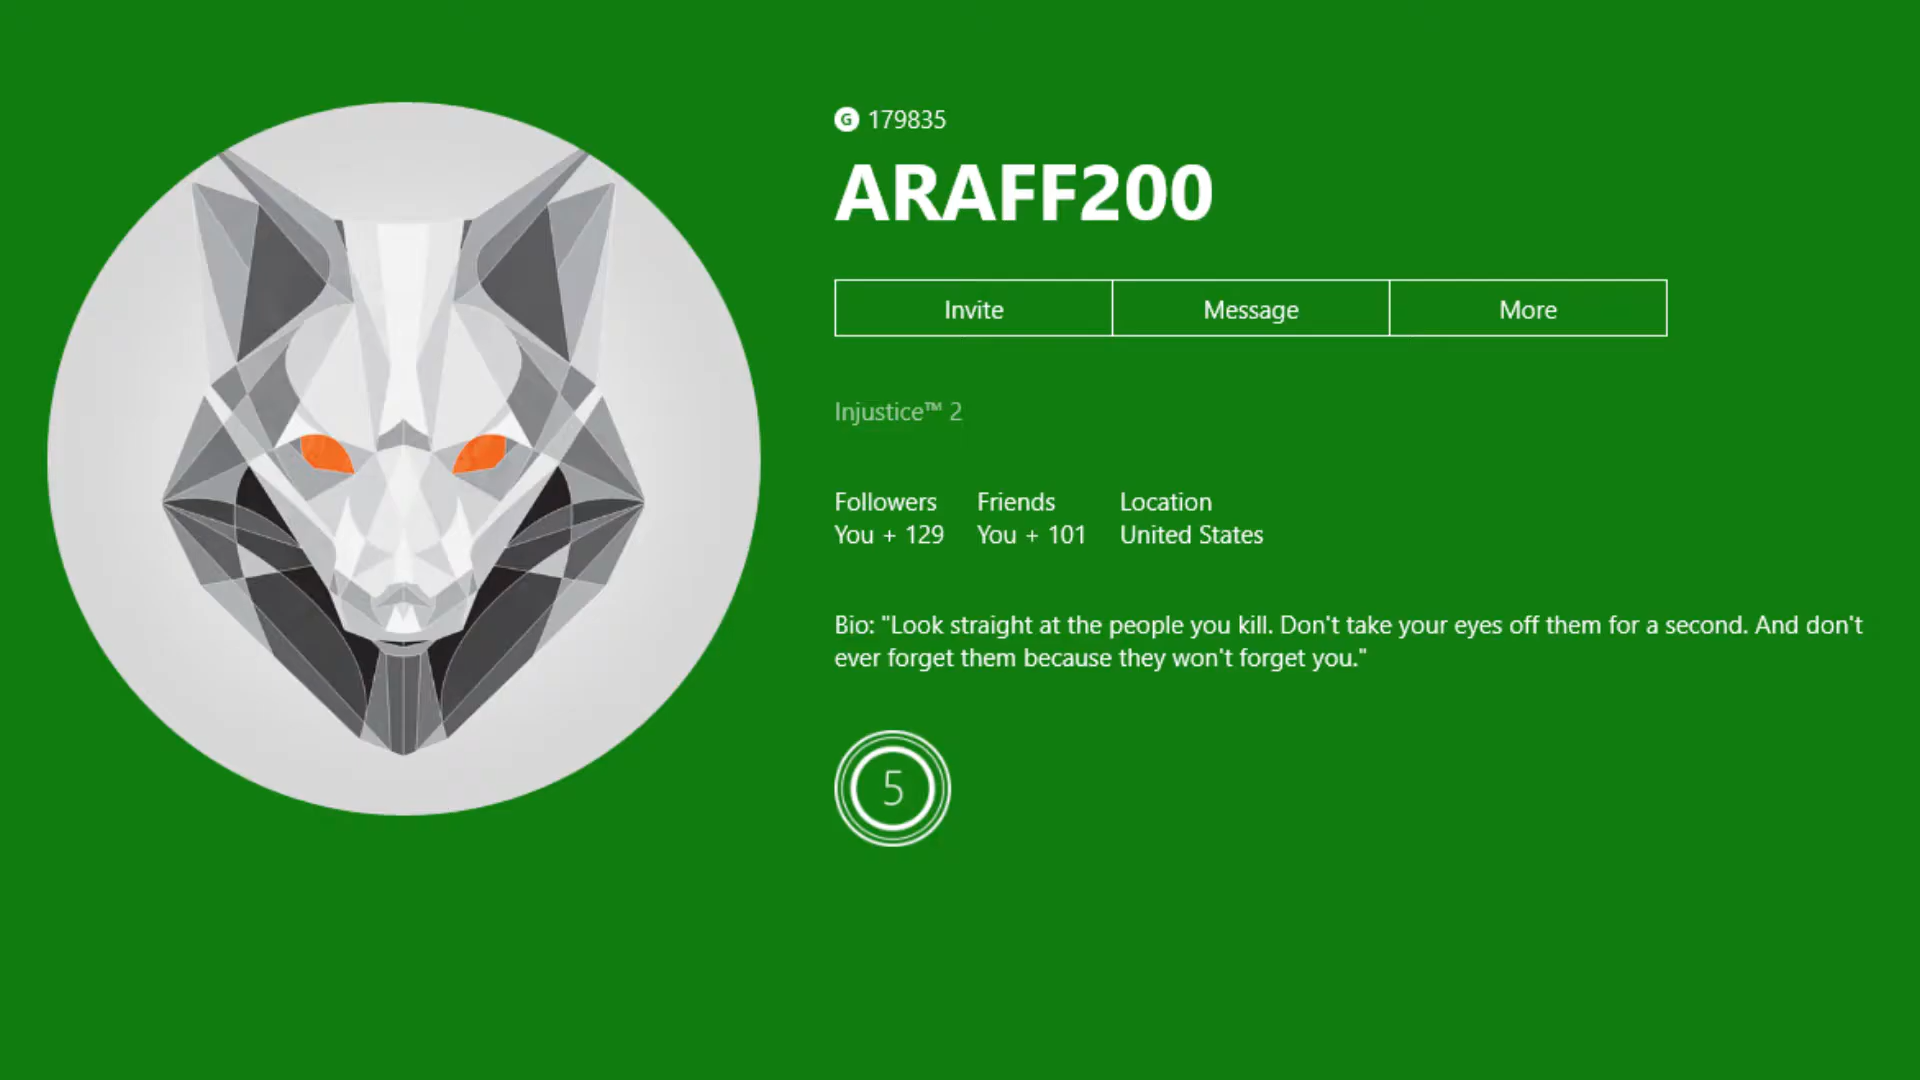 G 179835
ARAFF200
Invite Message More
Injustice™ 2
Followers Friends Location
You + 129 You + 101 United States
Bio: "Look straight at the people you kill. Don't take your eyes off them for a second. And don't
ever forget them because they won't forget you."
5